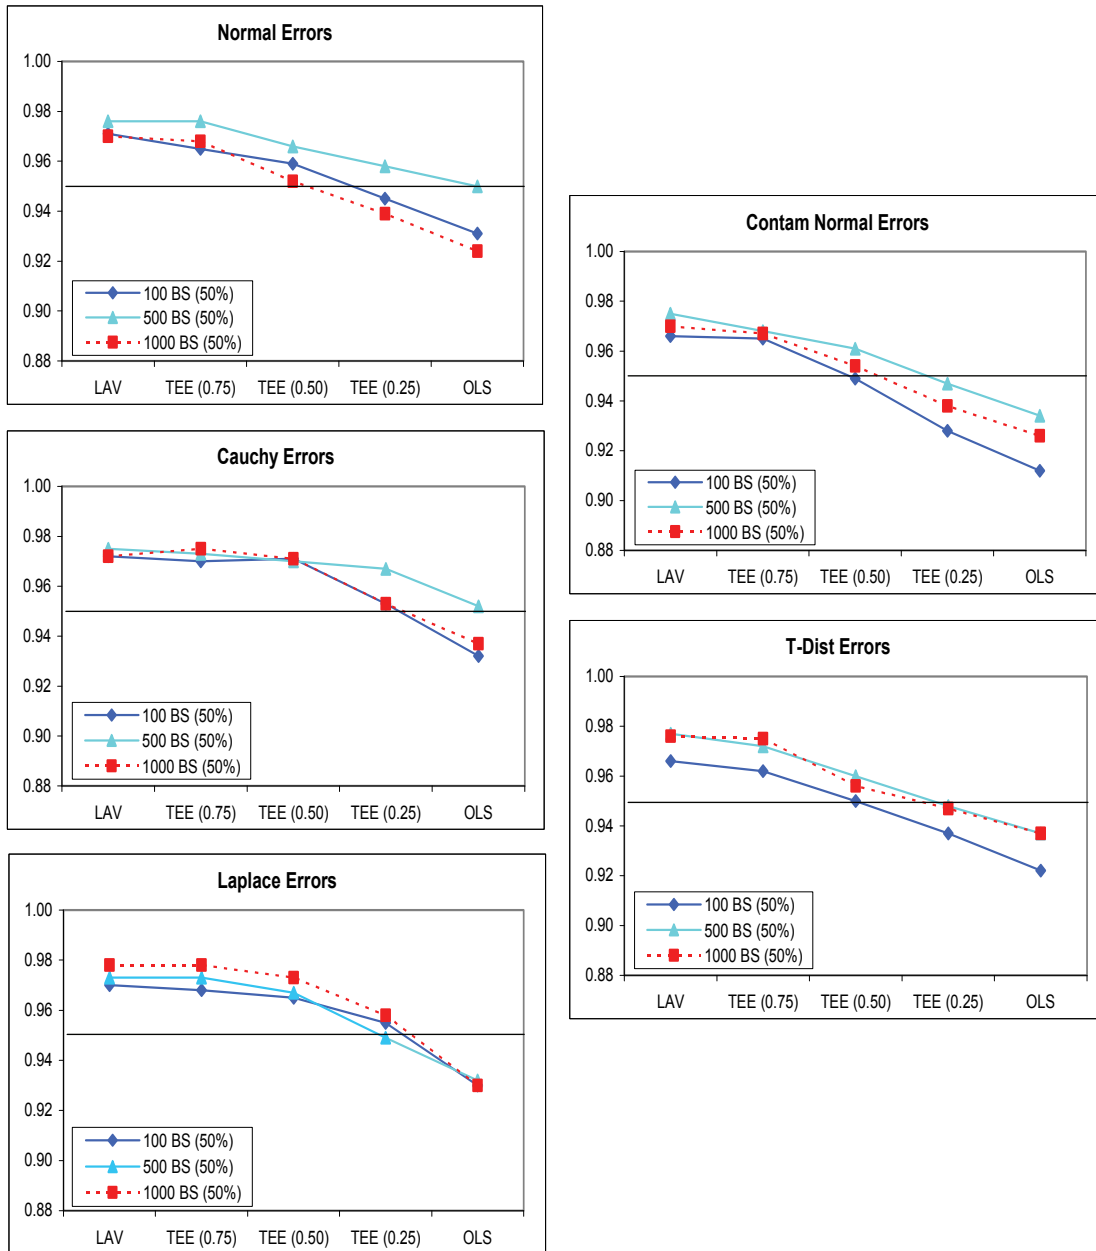 Normal Errors
1.00
0.98
0.96
0.94
0.92
0.90
0.88
100 BS (50%)
500 BS (50%)
1000 BS (50%)
LAV TEE (0.75) TEE (0.50) TEE (0.25) OLS
Contam Normal Errors
1.00
0.98
0.96
0.94
0.92
0.90
0.88
100 BS (50%)
500 BS (50%)
1000 BS (50%)
LAV TEE (0.75) TEE (0.50) TEE (0.25) OLS
Cauchy Errors
1.00
0.98
0.96
0.94
0.92
0.90
0.88
100 BS (50%)
500 BS (50%)
1000 BS (50%)
LAV TEE (0.75) TEE (0.50) TEE (0.25) OLS
T-Dist Errors
1.00
0.98
0.96
0.94
0.92
0.90
0.88
100 BS (50%)
500 BS (50%)
1000 BS (50%)
LAV TEE (0.75) TEE (0.50) TEE (0.25) OLS
Laplace Errors
1.00
0.98
0.96
0.94
0.92
0.90
0.88
100 BS (50%)
500 BS (50%)
1000 BS (50%)
LAV TEE (0.75) TEE (0.50) TEE (0.25) OLS